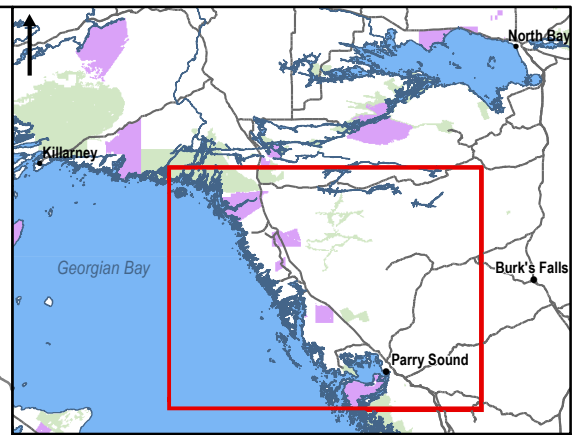 North Bay
Killarney
Georgian Bay
Burk's Falls
Parry Sound